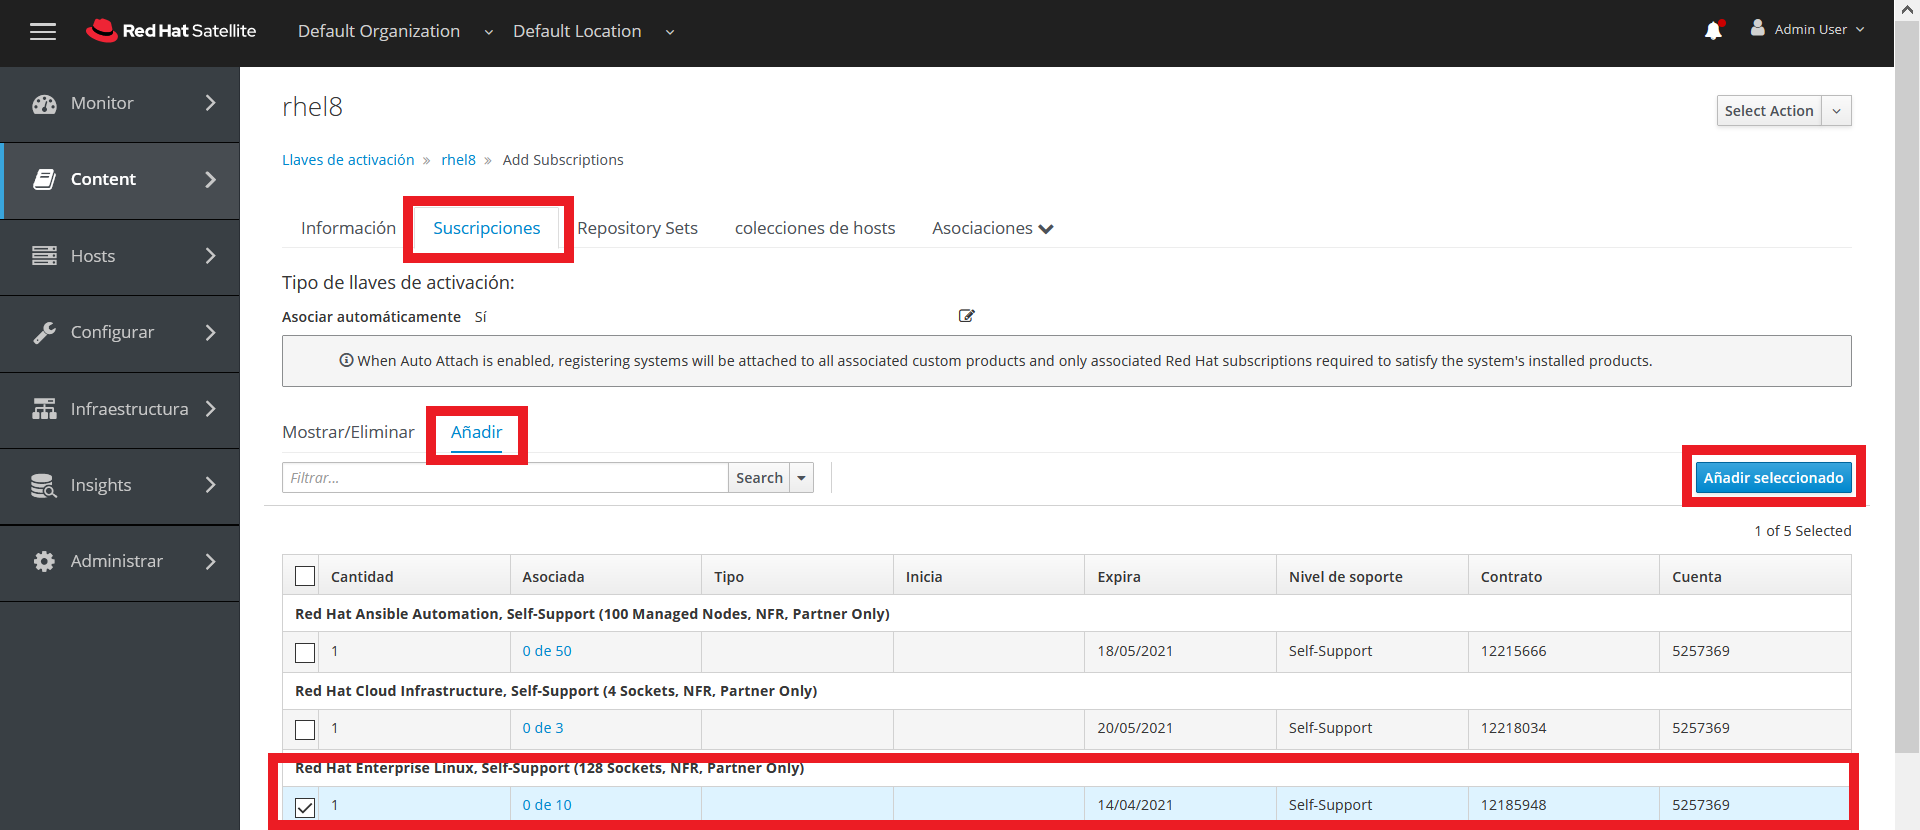 Red Hat Satellite Default Organization Default Location Admin User
Monitor
Content
Hosts
Configurar
Infraestructura
Insights
Administrar
rhel8
Select Action
Llaves de activación » rhel8 » Add Subscriptions
Información Suscripciones Repository Sets colecciones de hosts Asociaciones
Tipo de llaves de activación:
Asociar automáticamente Sí
When Auto Attach is enabled, registering systems will be attached to all associated custom products and only associated Red Hat subscriptions required to satisfy the system's installed products.
Mostrar/Eliminar Añadir
Filtrar... Search Añadir seleccionado
1 of 5 Selected
Cantidad Asociada Tipo Inicia Expira Nivel de soporte Contrato Cuenta
Red Hat Ansible Automation, Self-Support (100 Managed Nodes, NFR, Partner Only)
1 0 de 50 18/05/2021 Self-Support 12215666 5257369
Red Hat Cloud Infrastructure, Self-Support (4 Sockets, NFR, Partner Only)
1 0 de 3 20/05/2021 Self-Support 12218034 5257369
Red Hat Enterprise Linux, Self-Support (128 Sockets, NFR, Partner Only)
1 0 de 10 14/04/2021 Self-Support 12185948 5257369